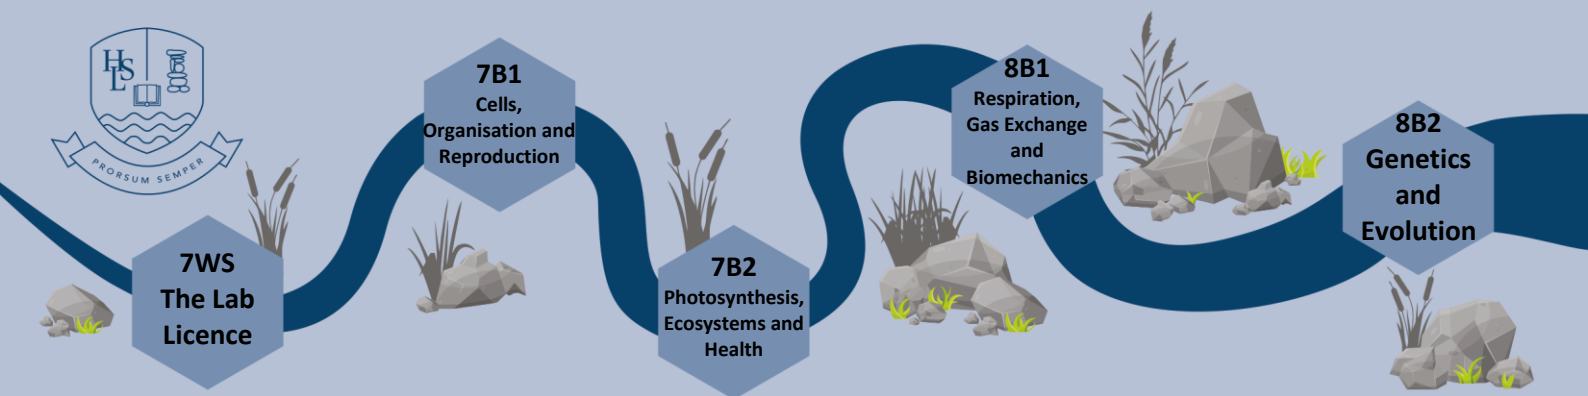 HLS
PRORSUM SEMPER
7WS
The Lab
Licence
7B1
Cells,
Organisation and
Reproduction
7B2
Photosynthesis,
Ecosystems and
Health
8B1
Respiration,
Gas Exchange
and
Biomechanics
8B2
Genetics
and
Evolution